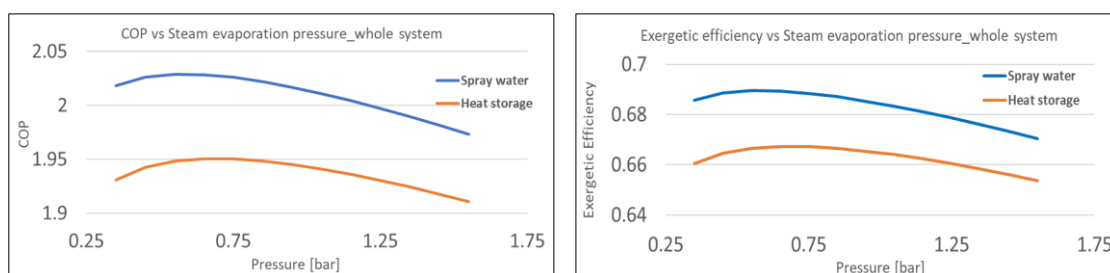 COP vs Steam evaporation pressure_whole system
2.05
2
1.95
1.9
COP
Spray water
Heat storage
0.25
0.75
1.25
1.75
Pressure [bar]
Exergetic efficiency vs Steam evaporation pressure_whole system
0.7
0.68
0.66
0.64
Exergetic Efficiency
Spray water
Heat storage
0.25
0.75
1.25
1.75
Pressure [bar]